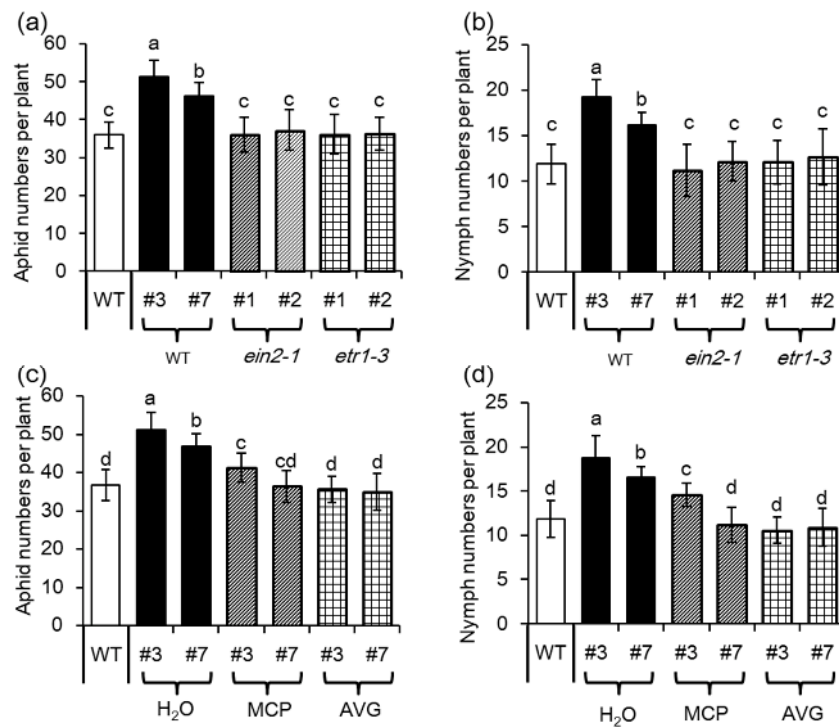 (a)
Aphid numbers per plant
60
50
40
30
20
10
0
c
a
b
c
c
c
c
WT
#3
#7
#1
#2
#1
#2
WT
ein2-1
etr1-3
(b)
Nymph numbers per plant
25
20
15
10
5
0
c
a
b
c
c
c
c
WT
#3
#7
#1
#2
#1
#2
WT
ein2-1
etr1-3
(c)
Aphid numbers per plant
60
50
40
30
20
10
0
d
a
b
c
cd
d
d
WT
#3
#7
#3
#7
#3
#7
H₂O
MCP
AVG
(d)
Nymph numbers per plant
25
20
15
10
5
0
d
a
b
c
d
d
d
WT
#3
#7
#3
#7
#3
#7
H₂O
MCP
AVG